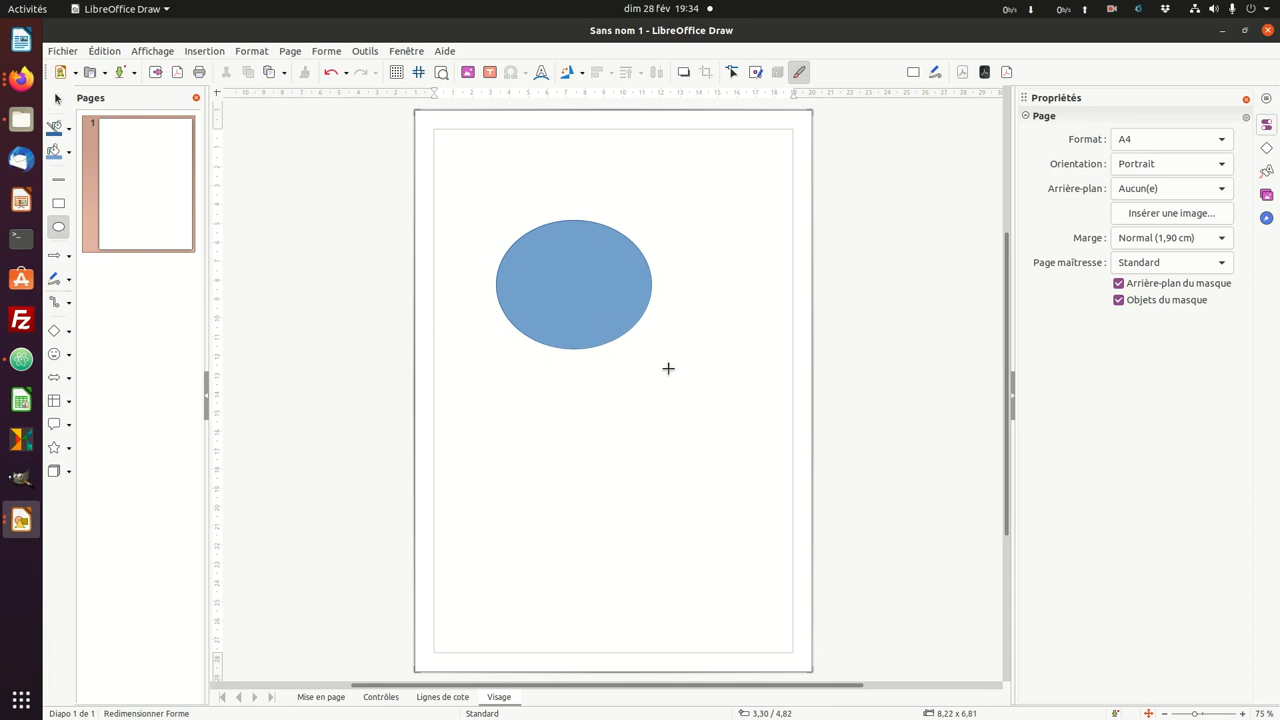 Activités
LibreOffice Draw
dim 28 fév 19:34
0%
0%
Sans nom 1 - LibreOffice Draw
Fichier Édition Affichage Insertion Format Page Forme Outils Fenêtre Aide
Pages
1
Propriétés
Page
Format : A4
Orientation : Portrait
Arrière-plan : Aucun(e)
Insérer une image…
Marge : Normal (1,90 cm)
Page maîtresse : Standard
Arrière-plan du masque
Objets du masque
Fz
Mise en page Contrôles Lignes de cote Visage
Diapo 1 de 1 Redimensionner Forme Standard 3,30 / 4,82 8,22 x 6,81 75 %